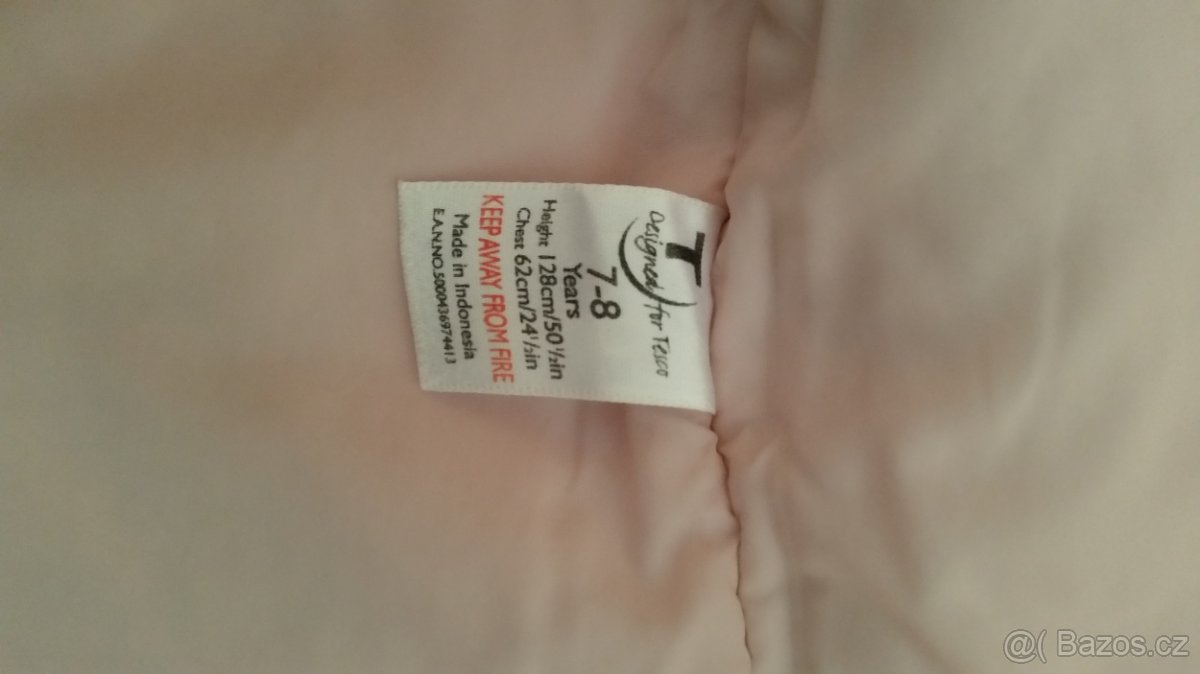 T
Designed for Tesco
7-8
Years
Height 128cm/50½in
Chest 62cm/24½in
KEEP AWAY FROM FIRE
Made in Indonesia
E.A.N.NO.5000436974413
@( Bazos.cz